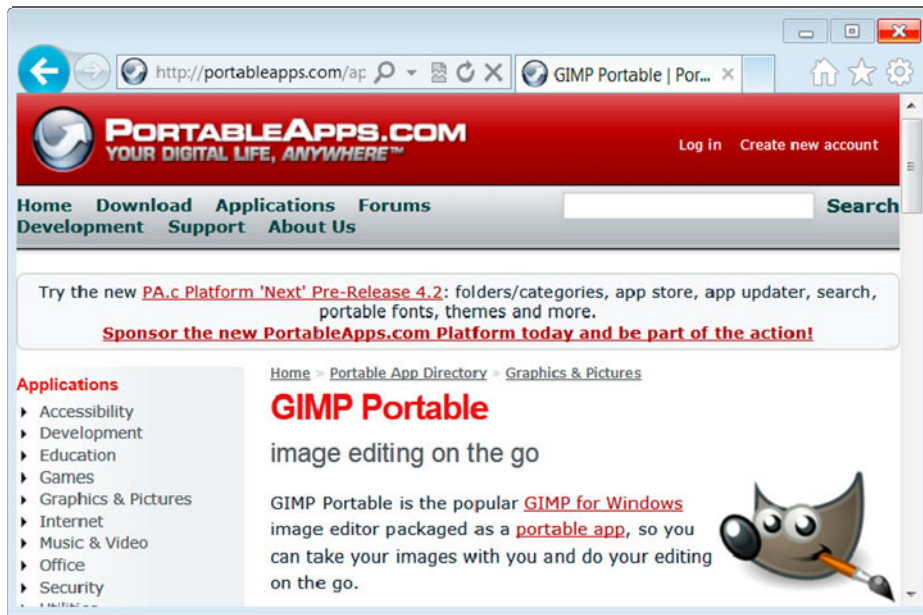 http://portableapps.com/ap
GIMP Portable | Por...
PORTABLEAPPS.COM
YOUR DIGITAL LIFE, ANYWHERE™
Log in Create new account
Home Download Applications Forums
Development Support About Us
Search
Try the new PA.c Platform 'Next' Pre-Release 4.2: folders/categories, app store, app updater, search,
portable fonts, themes and more.
Sponsor the new PortableApps.com Platform today and be part of the action!
Applications
Accessibility
Development
Education
Games
Graphics & Pictures
Internet
Music & Video
Office
Security
Home » Portable App Directory » Graphics & Pictures
GIMP Portable
image editing on the go
GIMP Portable is the popular GIMP for Windows
image editor packaged as a portable app, so you
can take your images with you and do your editing
on the go.